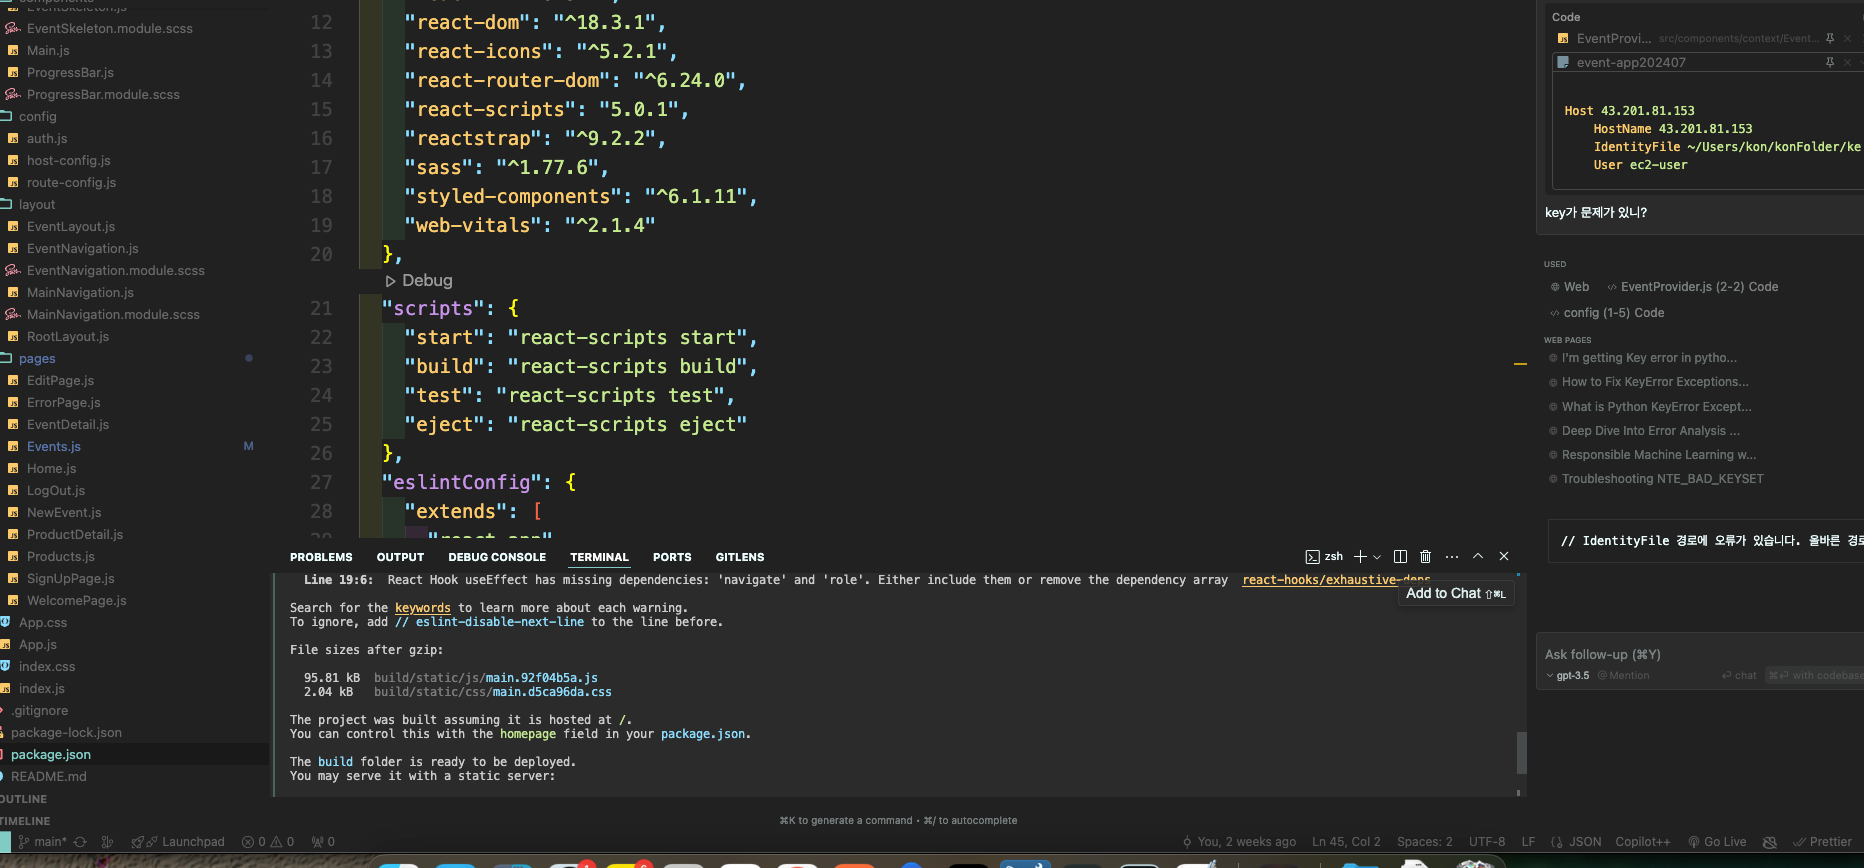 components
EventSkeleton.js
EventSkeleton.module.scss
Main.js
ProgressBar.js
ProgressBar.module.scss
config
auth.js
host-config.js
route-config.js
layout
EventLayout.js
EventNavigation.js
EventNavigation.module.scss
MainNavigation.js
MainNavigation.module.scss
RootLayout.js
pages
EditPage.js
ErrorPage.js
EventDetail.js
Events.js M
Home.js
LogOut.js
NewEvent.js
ProductDetail.js
Products.js
SignUpPage.js
WelcomePage.js
App.css
App.js
index.css
index.js
.gitignore
package-lock.json
package.json
README.md
OUTLINE
TIMELINE
12 "react-dom": "^18.3.1",
13 "react-icons": "^5.2.1",
14 "react-router-dom": "^6.24.0",
15 "react-scripts": "5.0.1",
16 "reactstrap": "^9.2.2",
17 "sass": "^1.77.6",
18 "styled-components": "^6.1.11",
19 "web-vitals": "^2.1.4"
20 },
Debug
21 "scripts": {
22 "start": "react-scripts start",
23 "build": "react-scripts build",
24 "test": "react-scripts test",
25 "eject": "react-scripts eject"
26 },
27 "eslintConfig": {
28 "extends": [
29 "react-app"
PROBLEMS OUTPUT DEBUG CONSOLE TERMINAL PORTS GITLENS
zsh
Line 19:6: React Hook useEffect has missing dependencies: 'navigate' and 'role'. Either include them or remove the dependency array react-hooks/exhaustive-deps
Add to Chat ⇧⌘L
Search for the keywords to learn more about each warning.
To ignore, add // eslint-disable-next-line to the line before.
File sizes after gzip:
95.81 kB build/static/js/main.92f04b5a.js
2.04 kB build/static/css/main.d5ca96da.css
The project was built assuming it is hosted at /.
You can control this with the homepage field in your package.json.
The build folder is ready to be deployed.
You may serve it with a static server:
⌘K to generate a command • ⌘/ to autocomplete
Code
EventProvi... src/components/context/Event...
event-app202407
Host 43.201.81.153
HostName 43.201.81.153
IdentityFile ~/Users/kon/konFolder/ke
User ec2-user
key가 문제가 있니?
USED
Web EventProvider.js (2-2) Code
config (1-5) Code
WEB PAGES
I'm getting Key error in pytho...
How to Fix KeyError Exceptions...
What is Python KeyError Except...
Deep Dive Into Error Analysis ...
Responsible Machine Learning w...
Troubleshooting NTE_BAD_KEYSET
// IdentityFile 경로에 오류가 있습니다. 올바른 경로
Ask follow-up (⌘Y)
gpt-3.5 @ Mention chat ⌘⏎ with codebase
main* Launchpad 0 0 0
You, 2 weeks ago Ln 45, Col 2 Spaces: 2 UTF-8 LF {} JSON Copilot++ Go Live Prettier